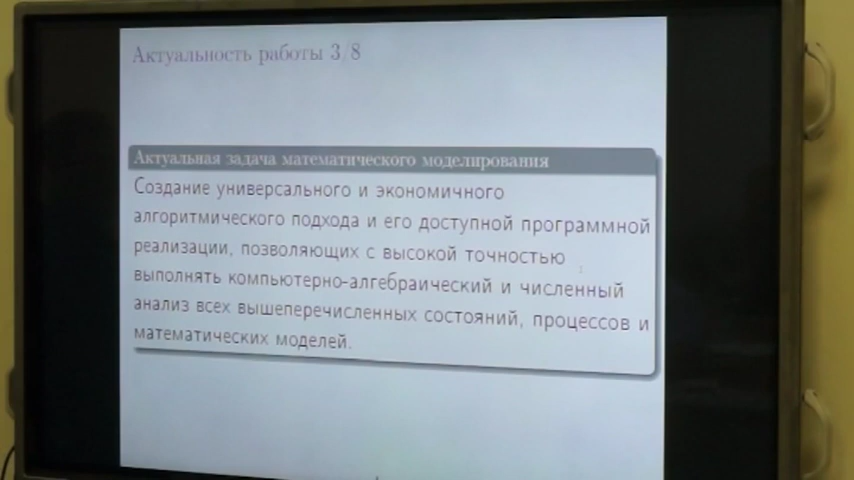 Актуальность работы 3/8
Актуальная задача математического моделирования
Создание универсального и экономичного
алгоритмического подхода и его доступной программной
реализации, позволяющих с высокой точностью
выполнять компьютерно-алгебраический и численный
анализ всех вышеперечисленных состояний, процессов и
математических моделей.